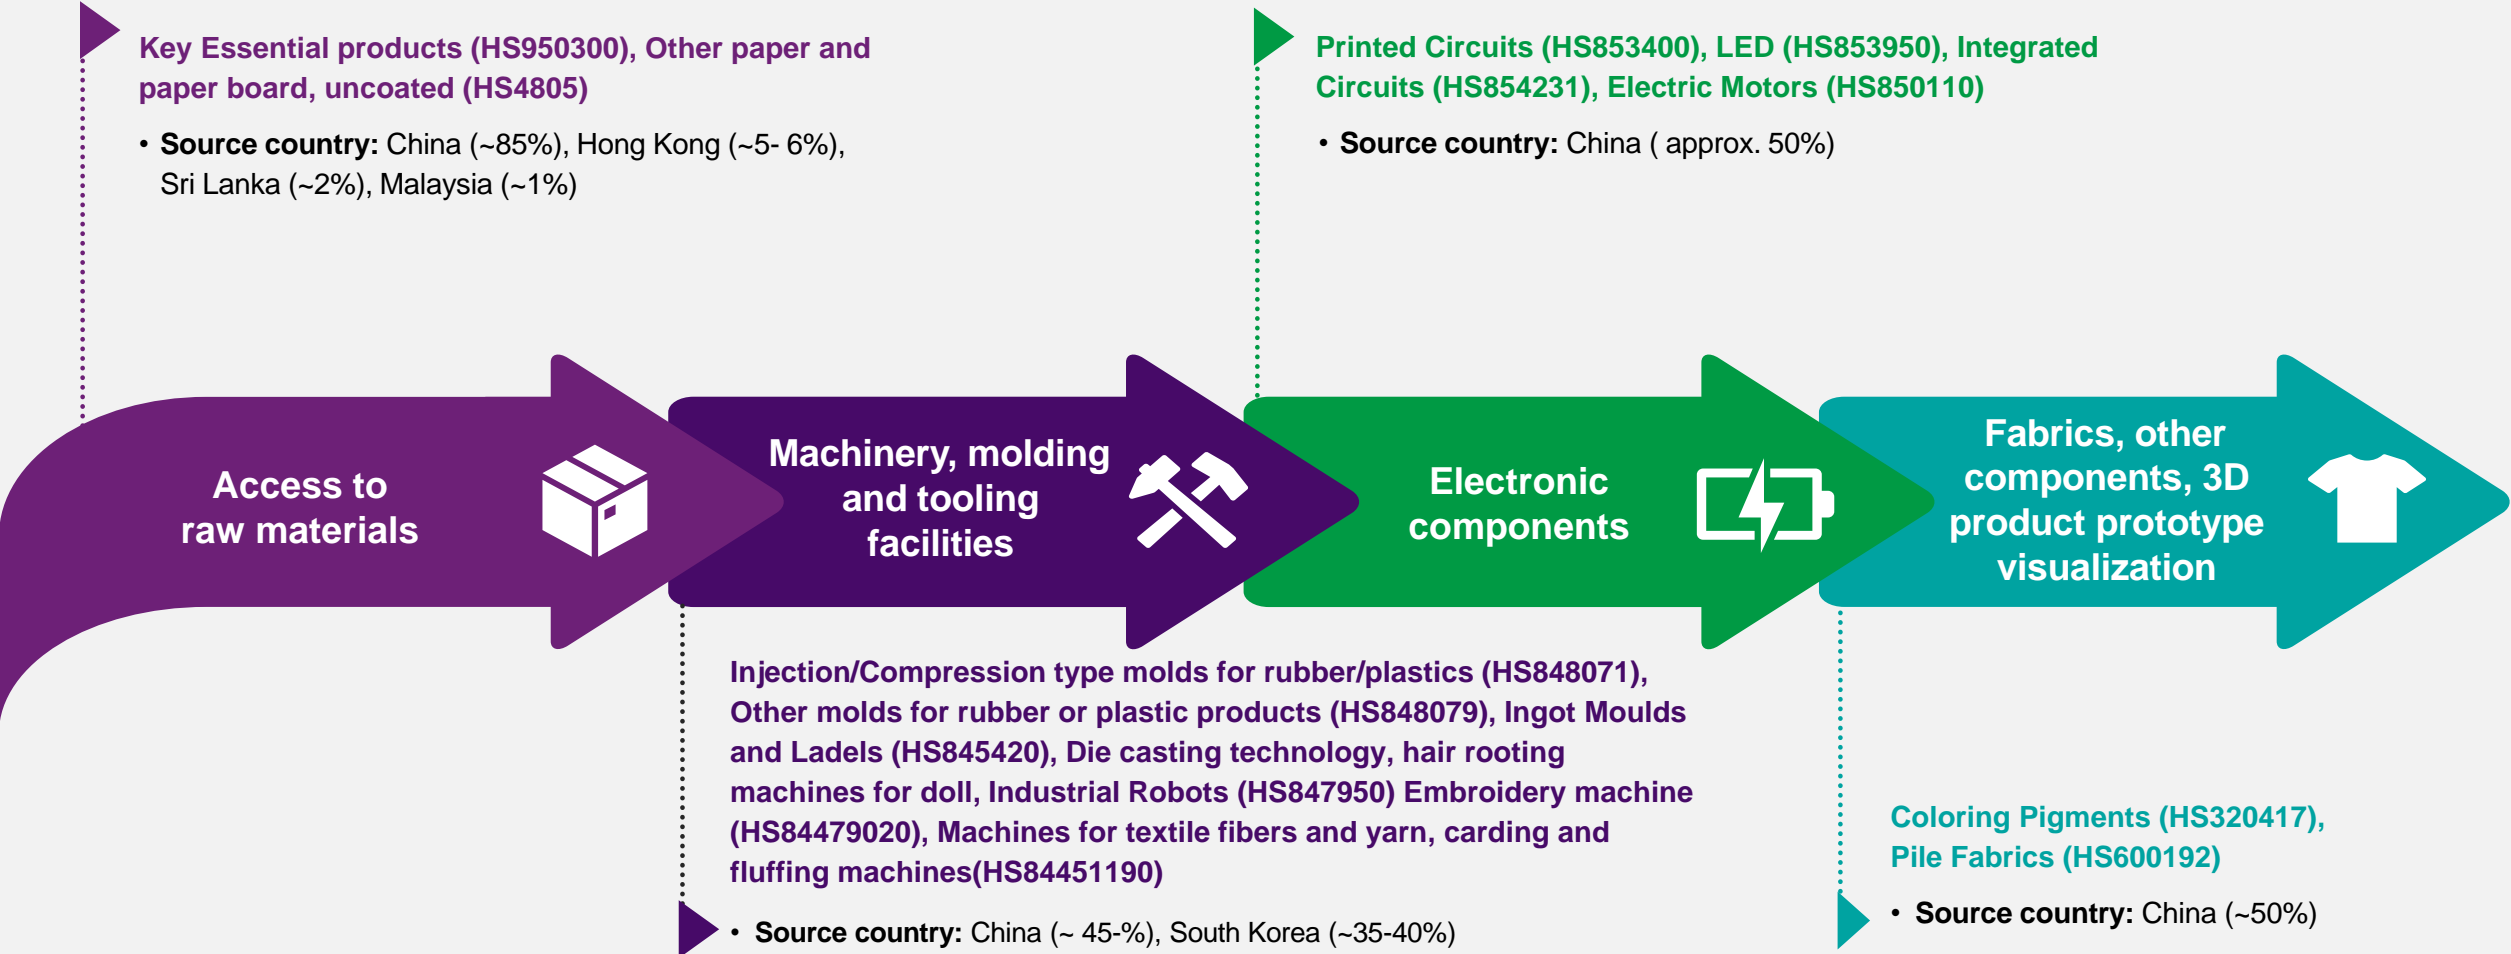 Key Essential products (HS950300), Other paper and
paper board, uncoated (HS4805)
• Source country: China (~85%), Hong Kong (~5- 6%),
Sri Lanka (~2%), Malaysia (~1%)
Printed Circuits (HS853400), LED (HS853950), Integrated
Circuits (HS854231), Electric Motors (HS850110)
• Source country: China ( approx. 50%)
Access to
raw materials
Machinery, molding
and tooling
facilities
Electronic
components
Fabrics, other
components, 3D
product prototype
visualization
Injection/Compression type molds for rubber/plastics (HS848071),
Other molds for rubber or plastic products (HS848079), Ingot Moulds
and Ladels (HS845420), Die casting technology, hair rooting
machines for doll, Industrial Robots (HS847950) Embroidery machine
(HS84479020), Machines for textile fibers and yarn, carding and
fluffing machines(HS84451190)
• Source country: China (~ 45-%), South Korea (~35-40%)
Coloring Pigments (HS320417),
Pile Fabrics (HS600192)
• Source country: China (~50%)